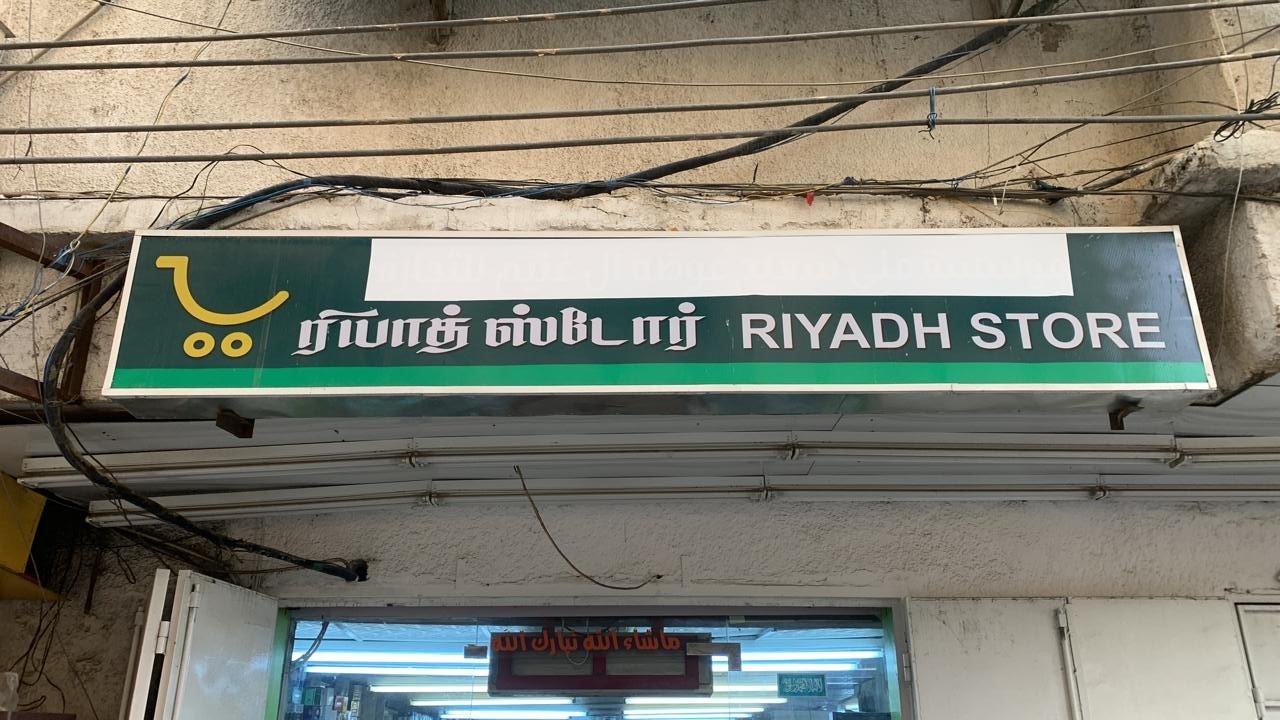 ரியாத் ஸ்டோர் RIYADH STORE
ماشاء الله تبارك الله